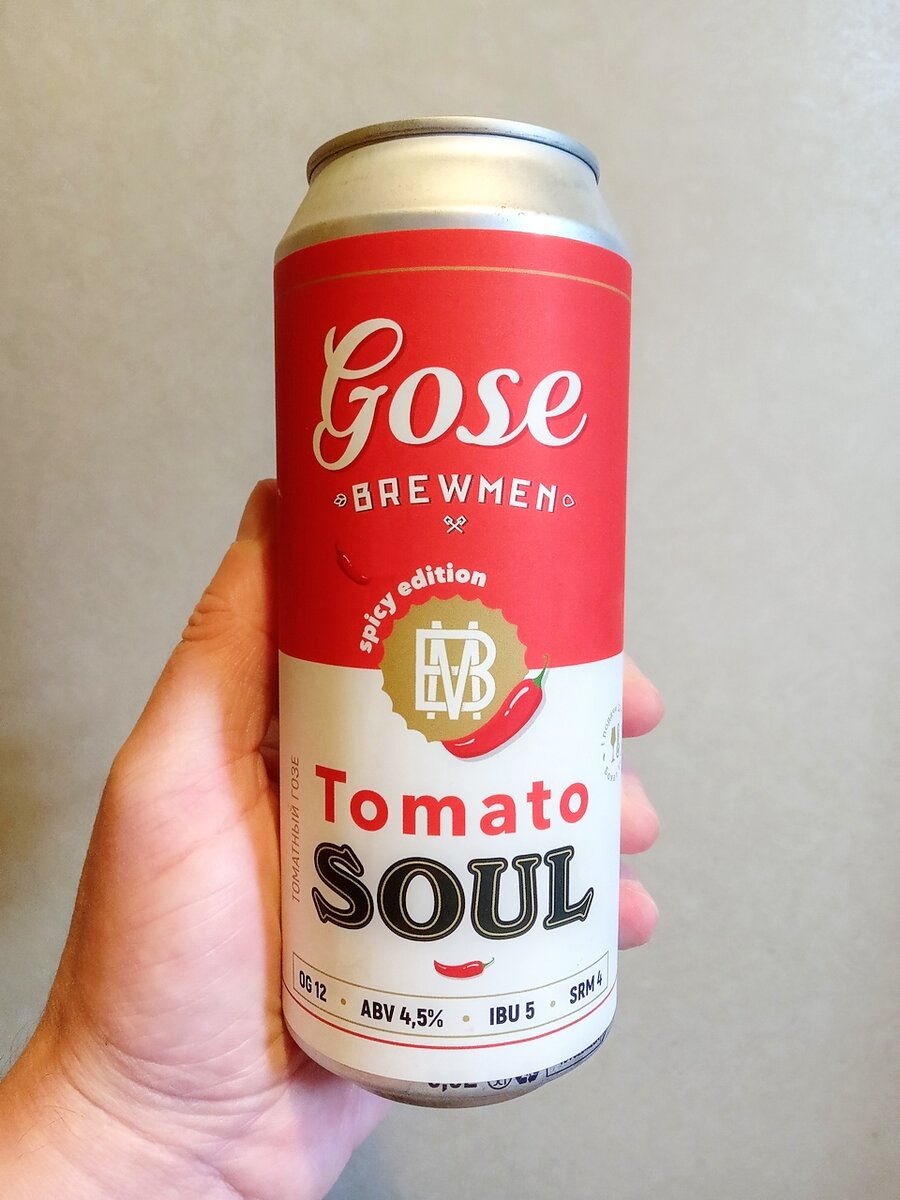 Gose
BREWMEN
spicy edition
BM
Tomato
SOUL
ТОМАТНЫЙ ГОЗЕ
OG 12 • ABV 4,5% • IBU 5 • SRM 4